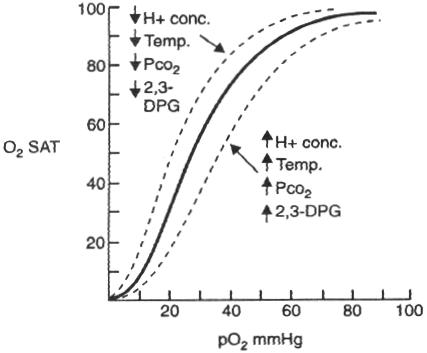 100
80
60
40
20
O2 SAT
↓ H+ conc.
↓ Temp.
↓ Pco2
↓ 2,3-
DPG
↑ H+ conc.
↑ Temp.
↑ Pco2
↑ 2,3-DPG
20 40 60 80 100
pO2 mmHg